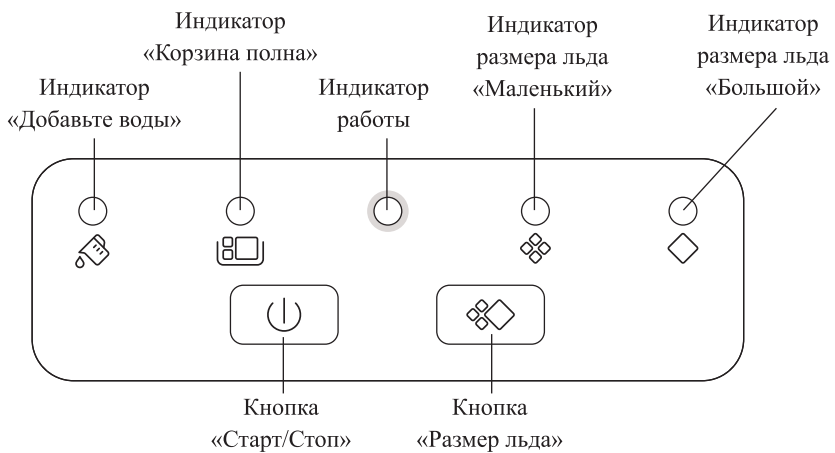 Индикатор
«Корзина полна»
Индикатор
размера льда
«Маленький»
Индикатор
размера льда
«Большой»
Индикатор
«Добавьте воды»
Индикатор
работы
Кнопка
«Старт/Стоп»
Кнопка
«Размер льда»